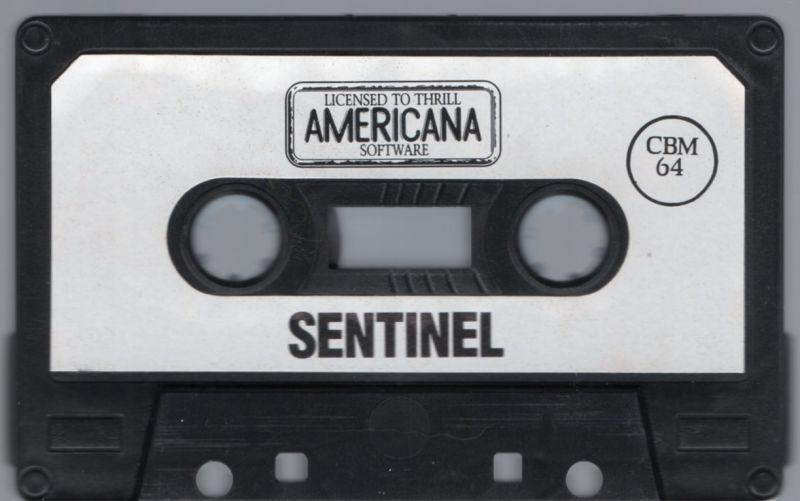 LICENSED TO THRILL
AMERICANA
SOFTWARE
CBM
64
SENTINEL